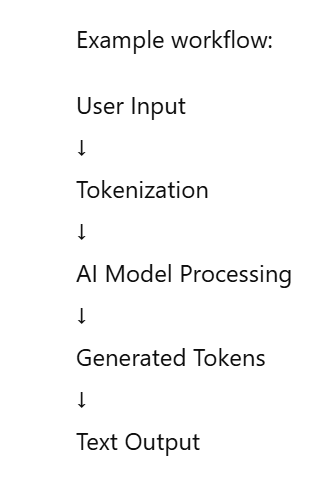 Example workflow:
User Input
↓
Tokenization
↓
AI Model Processing
↓
Generated Tokens
↓
Text Output